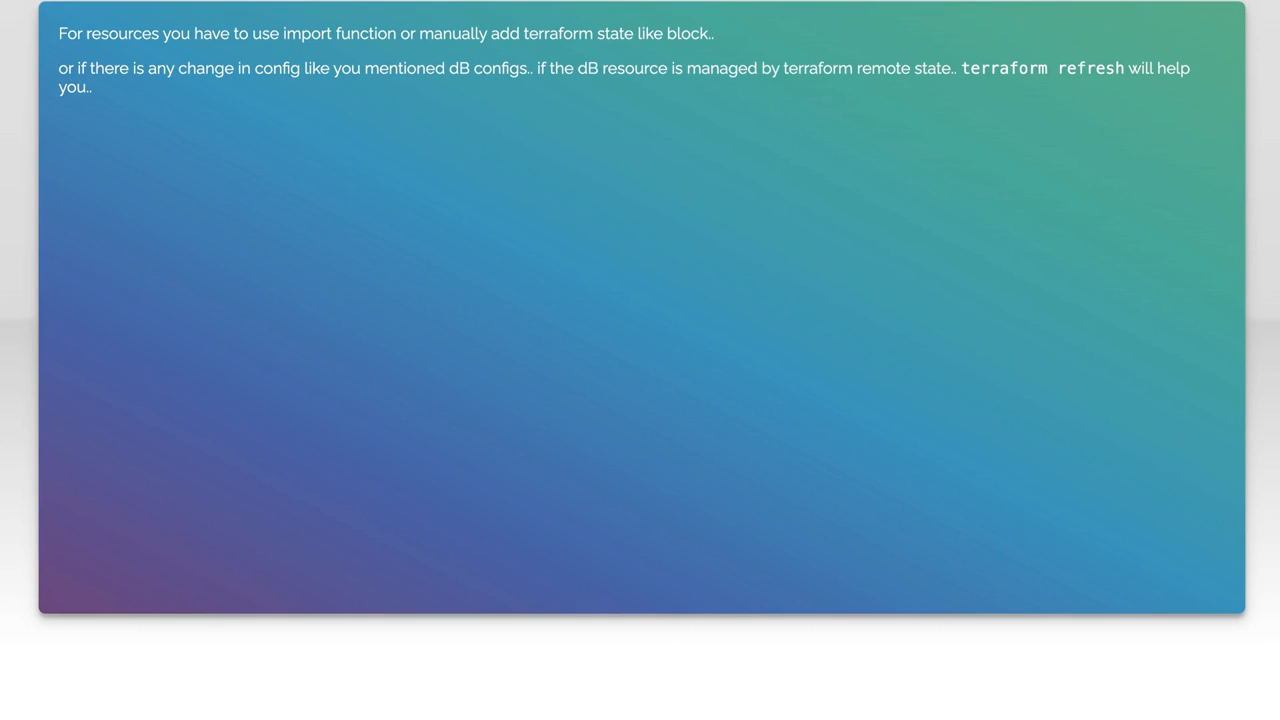 For resources you have to use import function or manually add terraform state like block..
or if there is any change in config like you mentioned dB configs.. if the dB resource is managed by terraform remote state.. terraform refresh will help
you..